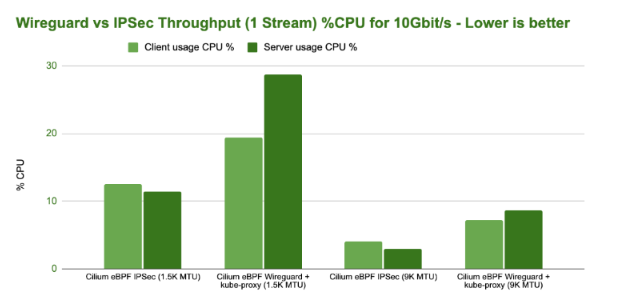 Wireguard vs IPSec Throughput (1 Stream) %CPU for 10Gbit/s - Lower is better
Client usage CPU %
Server usage CPU %
% CPU
30
20
10
0
Cilium eBPF IPSec (1.5K MTU)
Cilium eBPF Wireguard +
kube-proxy (1.5K MTU)
Cilium eBPF IPSec (9K MTU)
Cilium eBPF Wireguard +
kube-proxy (9K MTU)